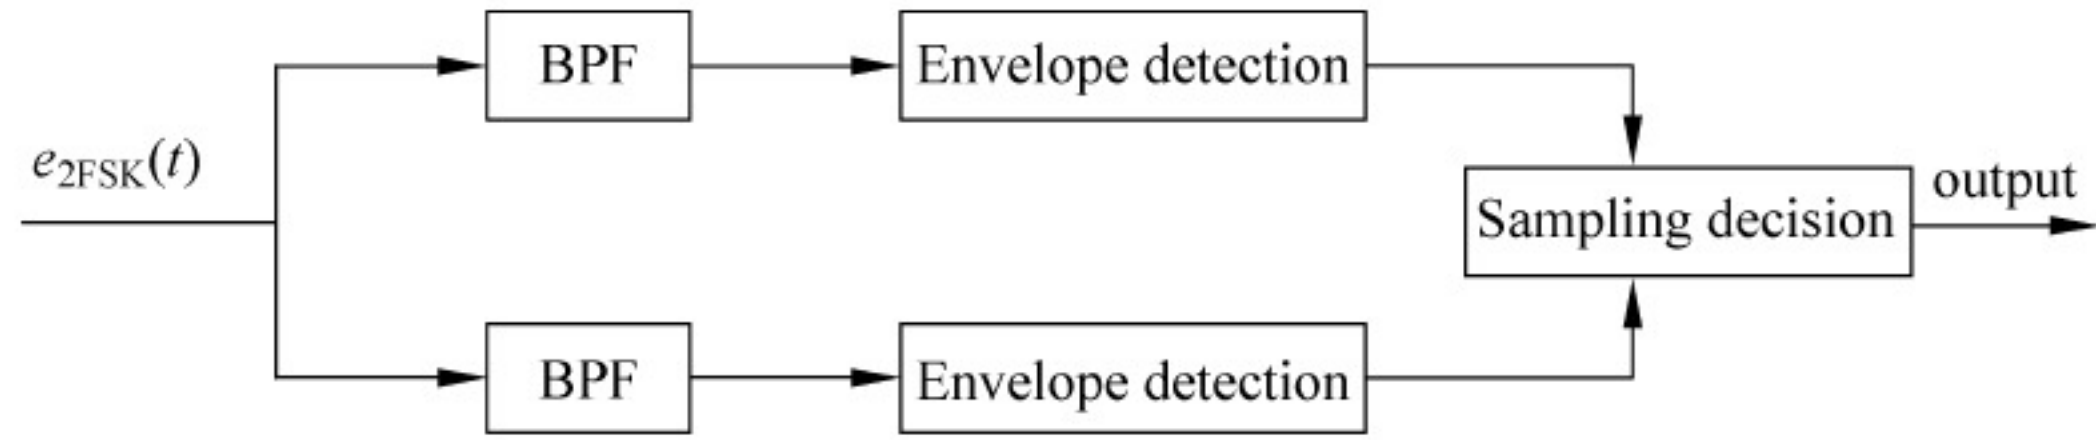 BPF
Envelope detection
e2FSK(t)
Sampling decision
output
BPF
Envelope detection